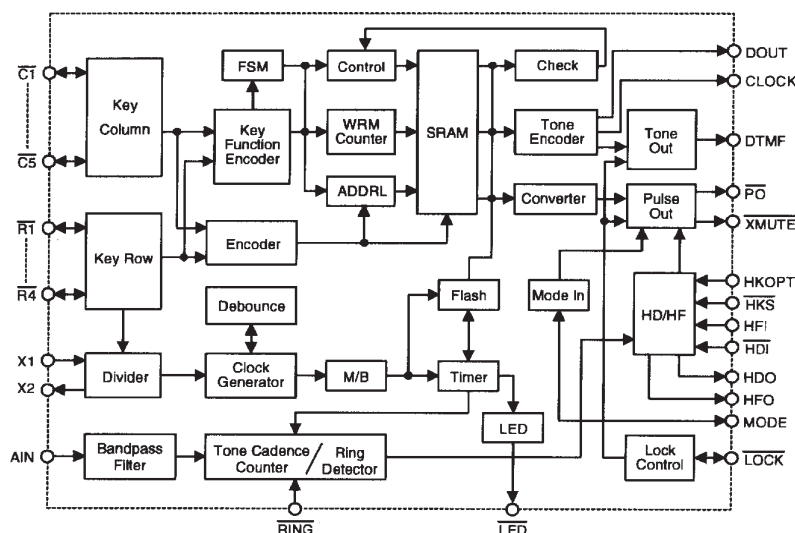 FSM
Control
Check
DOUT
CLOCK
C1
Key
Column
Key
Function
Encoder
WRM
Counter
SRAM
Tone
Encoder
Tone
Out
DTMF
C5
ADDRL
Converter
Pulse
Out
PO
XMUTE
R1
Key Row
Encoder
R4
Debounce
Flash
Mode In
HD/HF
HKOPT
HKS
HFI
HDI
X1
X2
Divider
Clock
Generator
M/B
Timer
HDO
HFO
MODE
LED
AIN
Bandpass
Filter
Tone Cadence
Counter
/
Ring
Detector
Lock
Control
LOCK
RING
LED